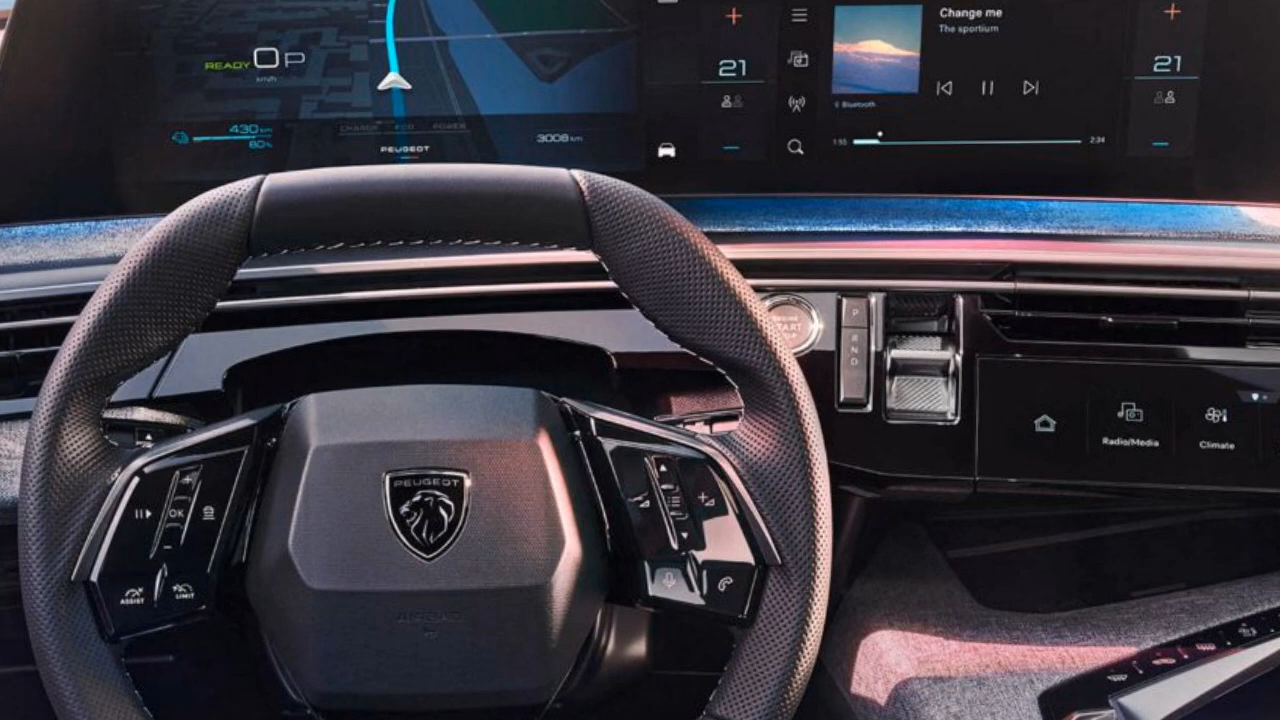 READY 0 P
km/h
430 km
80%
CHARGE ECO POWER
PEUGEOT
3008 km
21
Change me
The sportium
Bluetooth
1:55
2:34
21
START
P
R
N
D
Radio/Media
Climate
PEUGEOT
OK
ASSIST
LIMIT
AIRBAG